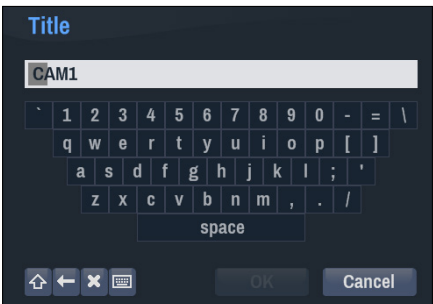 Title
CAM1
` 1 2 3 4 5 6 7 8 9 0 - = \
q w e r t y u i o p [ ]
a s d f g h j k l ; '
z x c v b n m , . /
space
OK Cancel